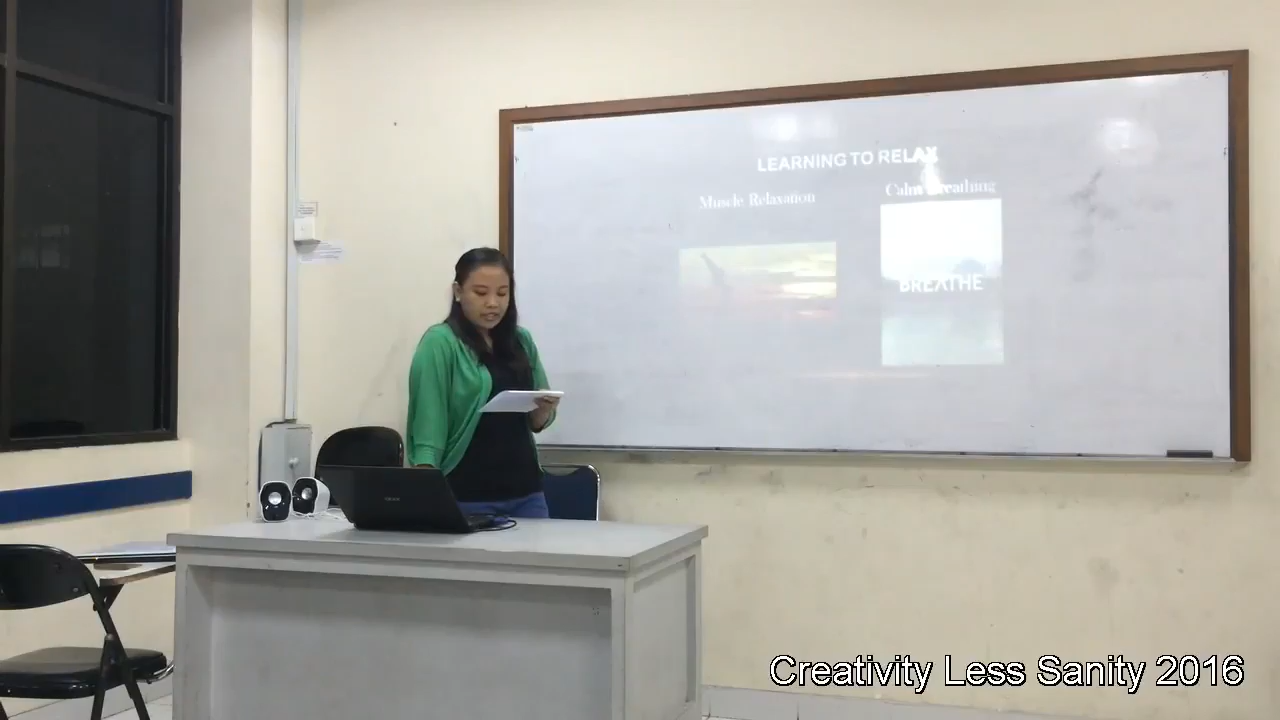 LEARNING TO RELAX
Muscle Relaxation
Calm Breathing
BREATHE
Creativity Less Sanity 2016